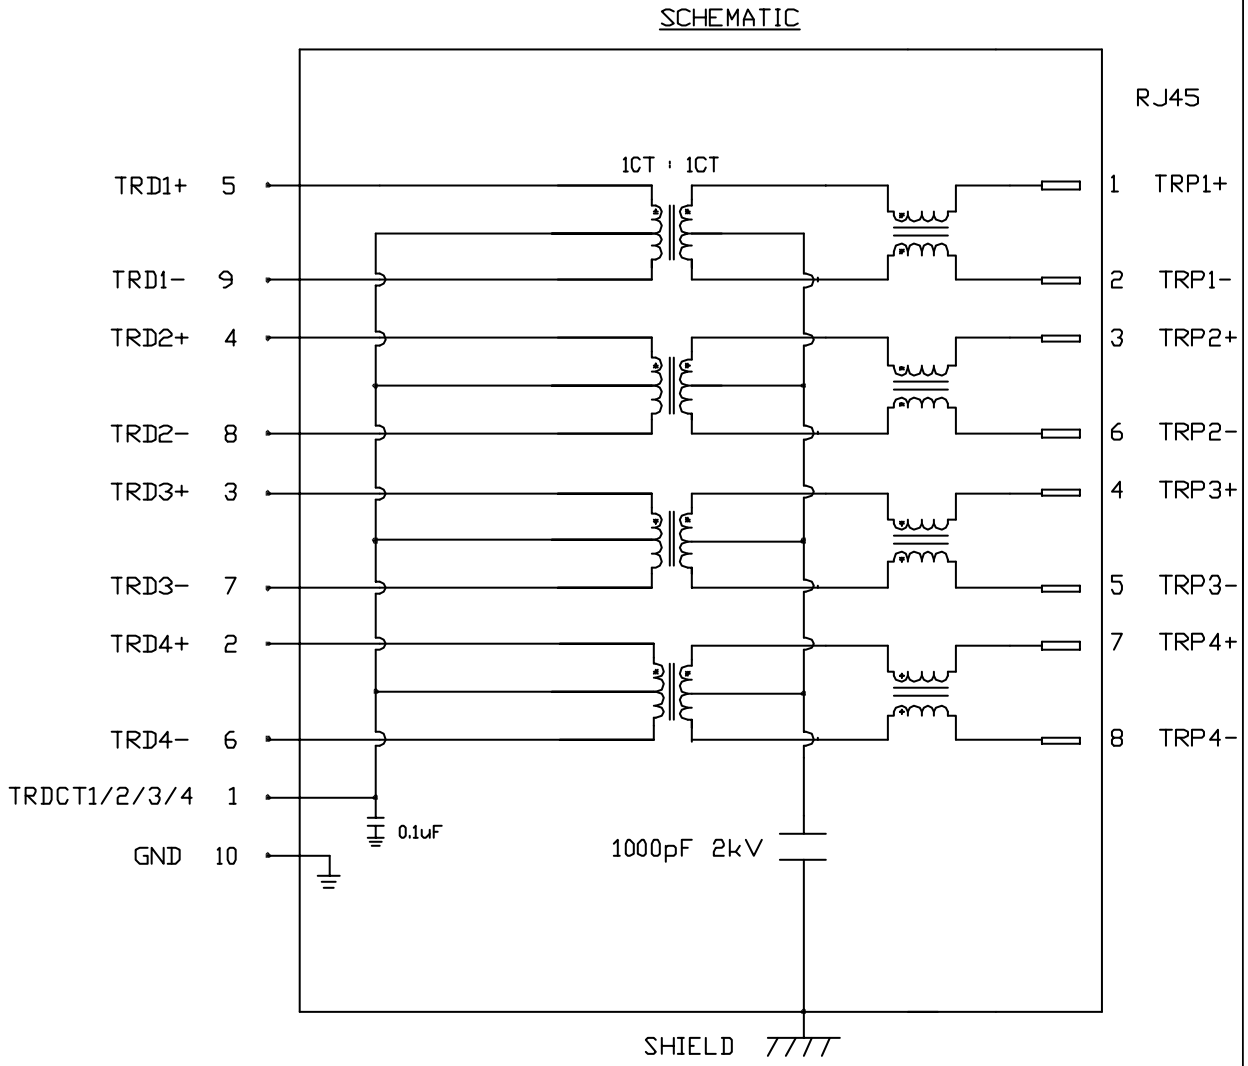 SCHEMATIC
RJ45
1CT : 1CT
TRD1+ 5
1 TRP1+
TRD1- 9
2 TRP1-
TRD2+ 4
3 TRP2+
TRD2- 8
6 TRP2-
TRD3+ 3
4 TRP3+
TRD3- 7
5 TRP3-
TRD4+ 2
7 TRP4+
TRD4- 6
8 TRP4-
TRDCT1/2/3/4 1
0.1uF
GND 10
1000pF 2kV
SHIELD